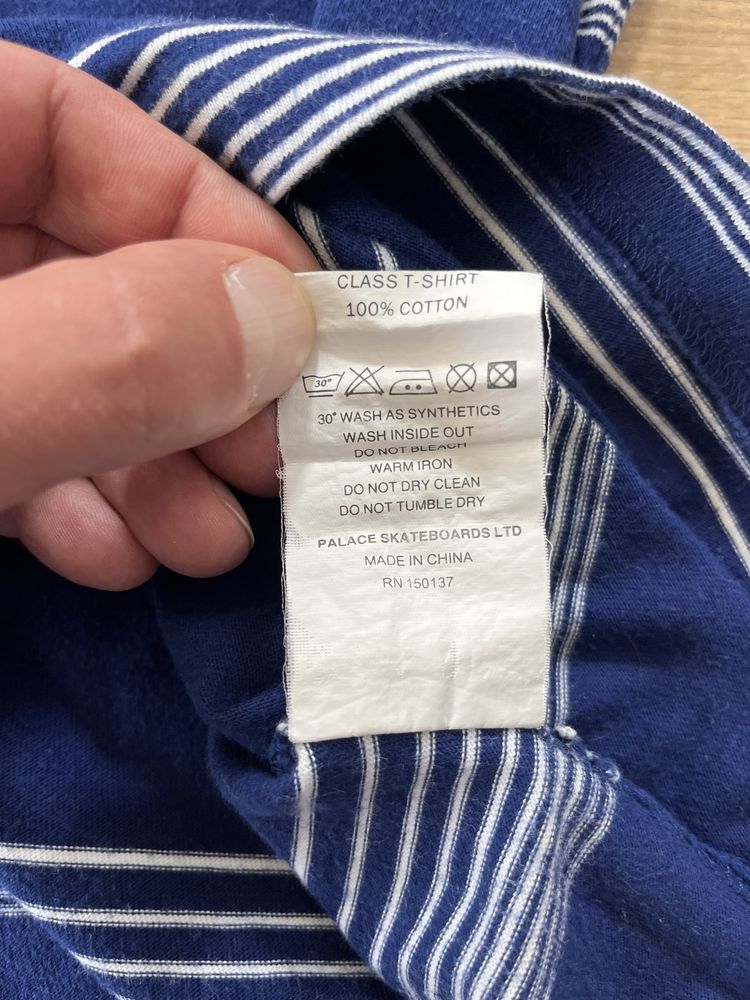 CLASS T-SHIRT
100% COTTON
30°
30° WASH AS SYNTHETICS
WASH INSIDE OUT
DO NOT BLEACH
WARM IRON
DO NOT DRY CLEAN
DO NOT TUMBLE DRY
PALACE SKATEBOARDS LTD
MADE IN CHINA
RN 150137